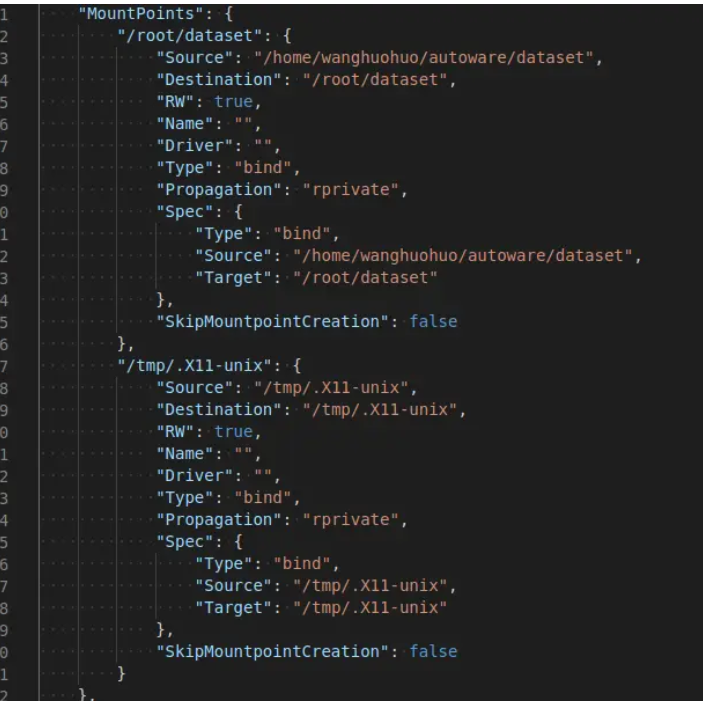 1 "MountPoints": {
2 "/root/dataset": {
3 "Source": "/home/wanghuohuo/autoware/dataset",
4 "Destination": "/root/dataset",
5 "RW": true,
6 "Name": "",
7 "Driver": "",
8 "Type": "bind",
9 "Propagation": "rprivate",
0 "Spec": {
1 "Type": "bind",
2 "Source": "/home/wanghuohuo/autoware/dataset",
3 "Target": "/root/dataset"
4 },
5 "SkipMountpointCreation": false
6 },
7 "/tmp/.X11-unix": {
8 "Source": "/tmp/.X11-unix",
9 "Destination": "/tmp/.X11-unix",
0 "RW": true,
1 "Name": "",
2 "Driver": "",
3 "Type": "bind",
4 "Propagation": "rprivate",
5 "Spec": {
6 "Type": "bind",
7 "Source": "/tmp/.X11-unix",
8 "Target": "/tmp/.X11-unix"
9 },
0 "SkipMountpointCreation": false
1 }
2 },